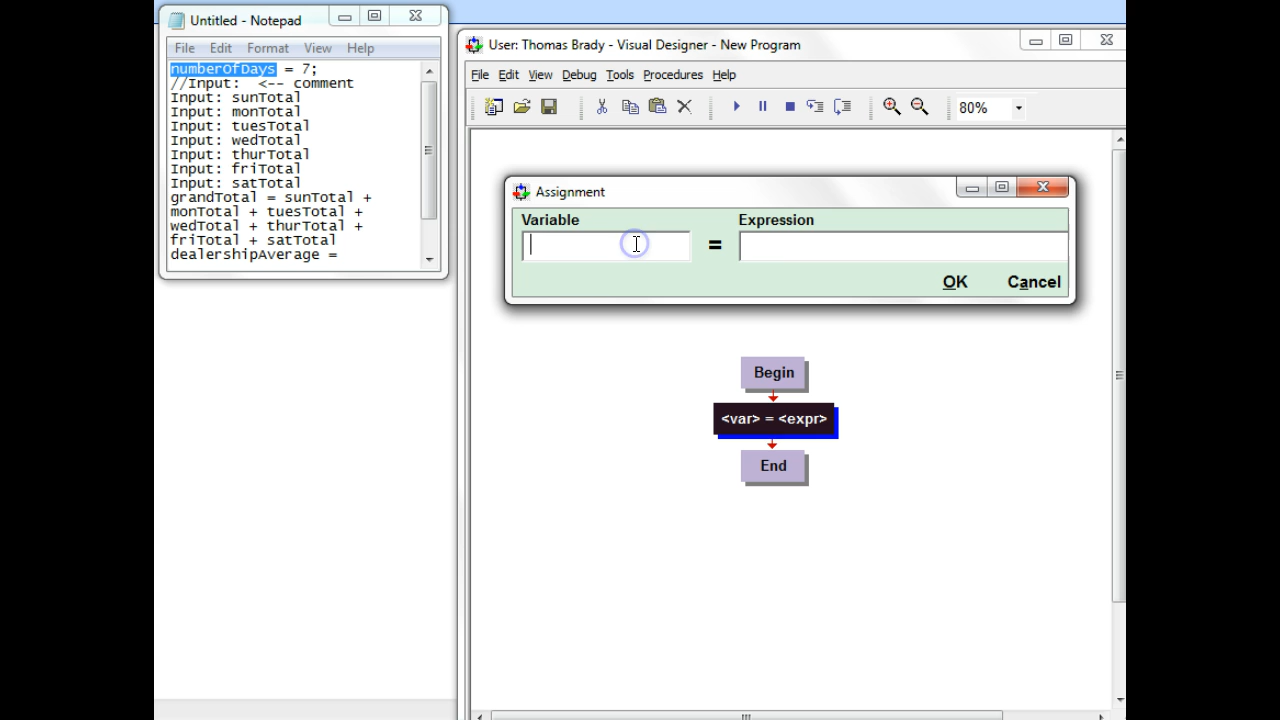 Untitled - Notepad
File Edit Format View Help
numberOfDays = 7;
//Input: <-- comment
Input: sunTotal
Input: monTotal
Input: tuesTotal
Input: wedTotal
Input: thurTotal
Input: friTotal
Input: satTotal
grandTotal = sunTotal +
monTotal + tuesTotal +
wedTotal + thurTotal +
friTotal + satTotal
dealershipAverage =
User: Thomas Brady - Visual Designer - New Program
File Edit View Debug Tools Procedures Help
80%
Assignment
Variable Expression
=
OK Cancel
Begin
<var> = <expr>
End